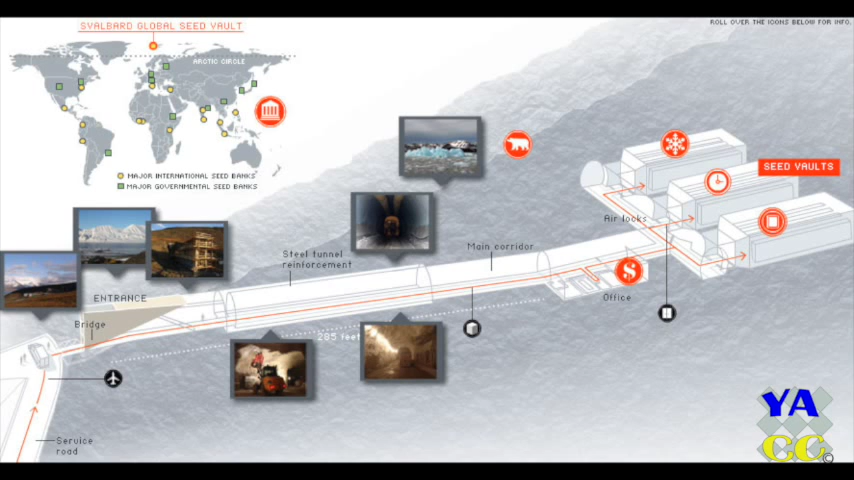 SVALBARD GLOBAL SEED VAULT
ROLL OVER THE ICONS BELOW FOR INFO.
ARCTIC CIRCLE
MAJOR INTERNATIONAL SEED BANKS
MAJOR GOVERNMENTAL SEED BANKS
SEED VAULTS
Air locks
Main corridor
Steel tunnel
reinforcement
ENTRANCE
Office
Bridge
285 feet
$
Service
road
YA
CC
©